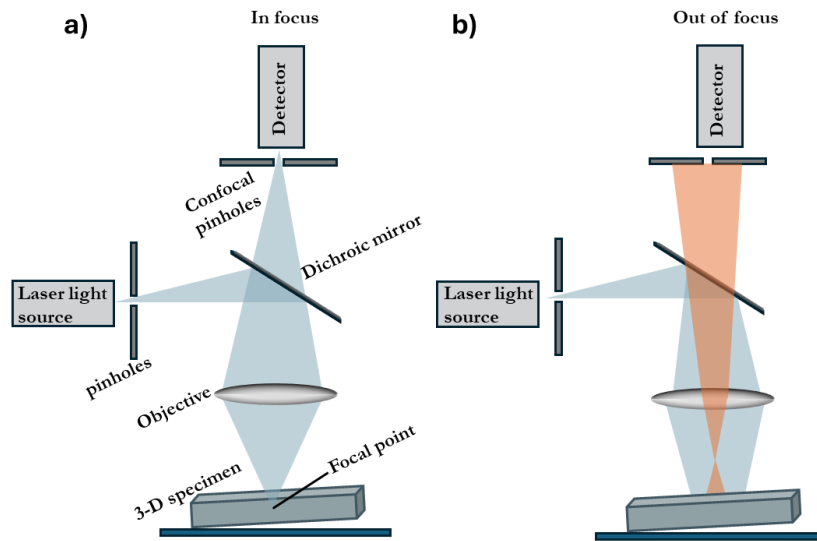 a)
In focus
Detector
Confocal
pinholes
Dichroic mirror
Laser light
source
pinholes
Objective
3-D specimen
Focal point
b)
Out of focus
Detector
Laser light
source